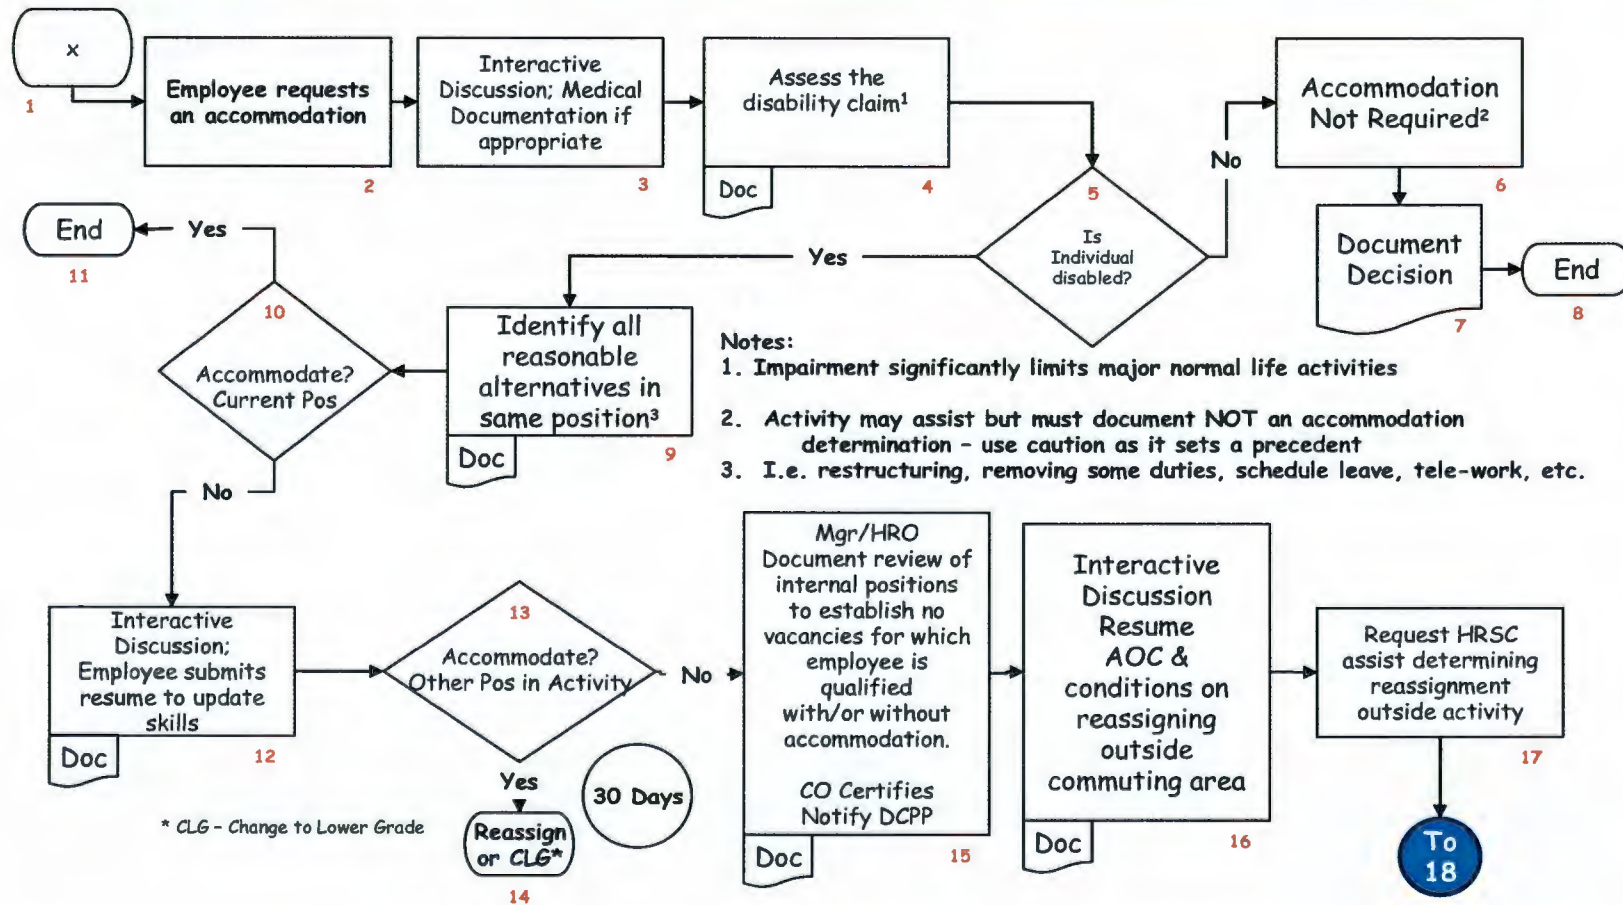 x
1
Employee requests
an accommodation
2
Interactive
Discussion; Medical
Documentation if
appropriate
3
Assess the
disability claim¹
Doc
4
5
Is
Individual
disabled?
No
Accommodation
Not Required²
6
Document
Decision
7
End
8
Yes
Identify all
reasonable
alternatives in
same position³
Doc
9
10
Accommodate?
Current Pos
Yes
End
11
No
Notes:
1. Impairment significantly limits major normal life activities
2. Activity may assist but must document NOT an accommodation
determination – use caution as it sets a precedent
3. I.e. restructuring, removing some duties, schedule leave, tele-work, etc.
Interactive
Discussion;
Employee submits
resume to update
skills
Doc
12
13
Accommodate?
Other Pos in Activity
No
Yes
30 Days
* CLG – Change to Lower Grade
Reassign
or CLG*
14
Mgr/HRO
Document review of
internal positions
to establish no
vacancies for which
employee is
qualified
with/or without
accommodation.
CO Certifies
Notify DCPP
Doc
15
Interactive
Discussion
Resume
AOC &
conditions on
reassigning
outside
commuting area
Doc
16
Request HRSC
assist determining
reassignment
outside activity
17
To
18